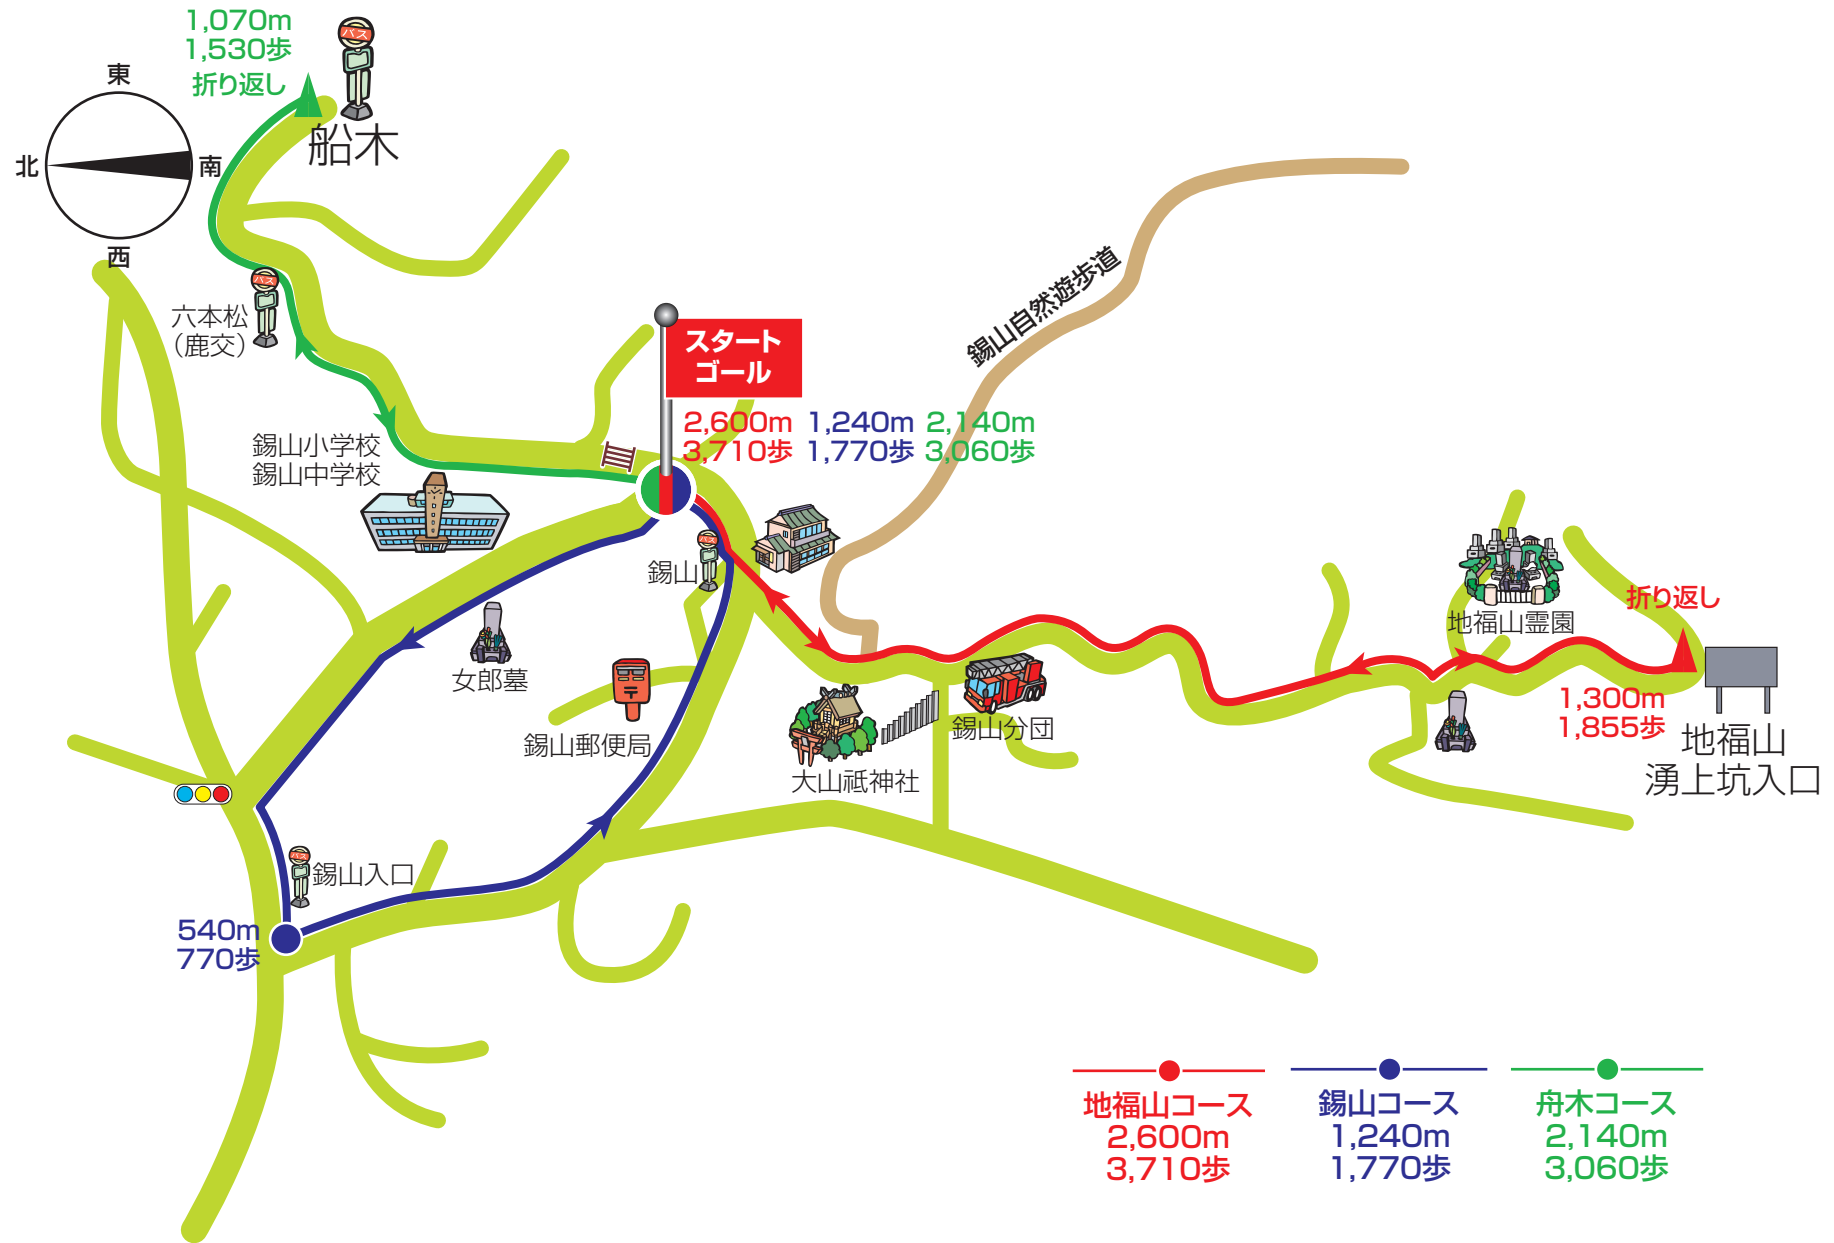 1,070m
1,530歩
折り返し
バス
船木
東
北
南
西
バス
六本松
(鹿交)
錫山自然遊歩道
スタート
ゴール
2,600m
3,710歩
1,240m
1,770歩
2,140m
3,060歩
錫山小学校
錫山中学校
バス
錫山
女郎墓
錫山郵便局
大山祇神社
錫山分団
地福山霊園
折り返し
1,300m
1,855歩
地福山
湧上坑入口
バス
錫山入口
540m
770歩
地福山コース
2,600m
3,710歩
錫山コース
1,240m
1,770歩
舟木コース
2,140m
3,060歩